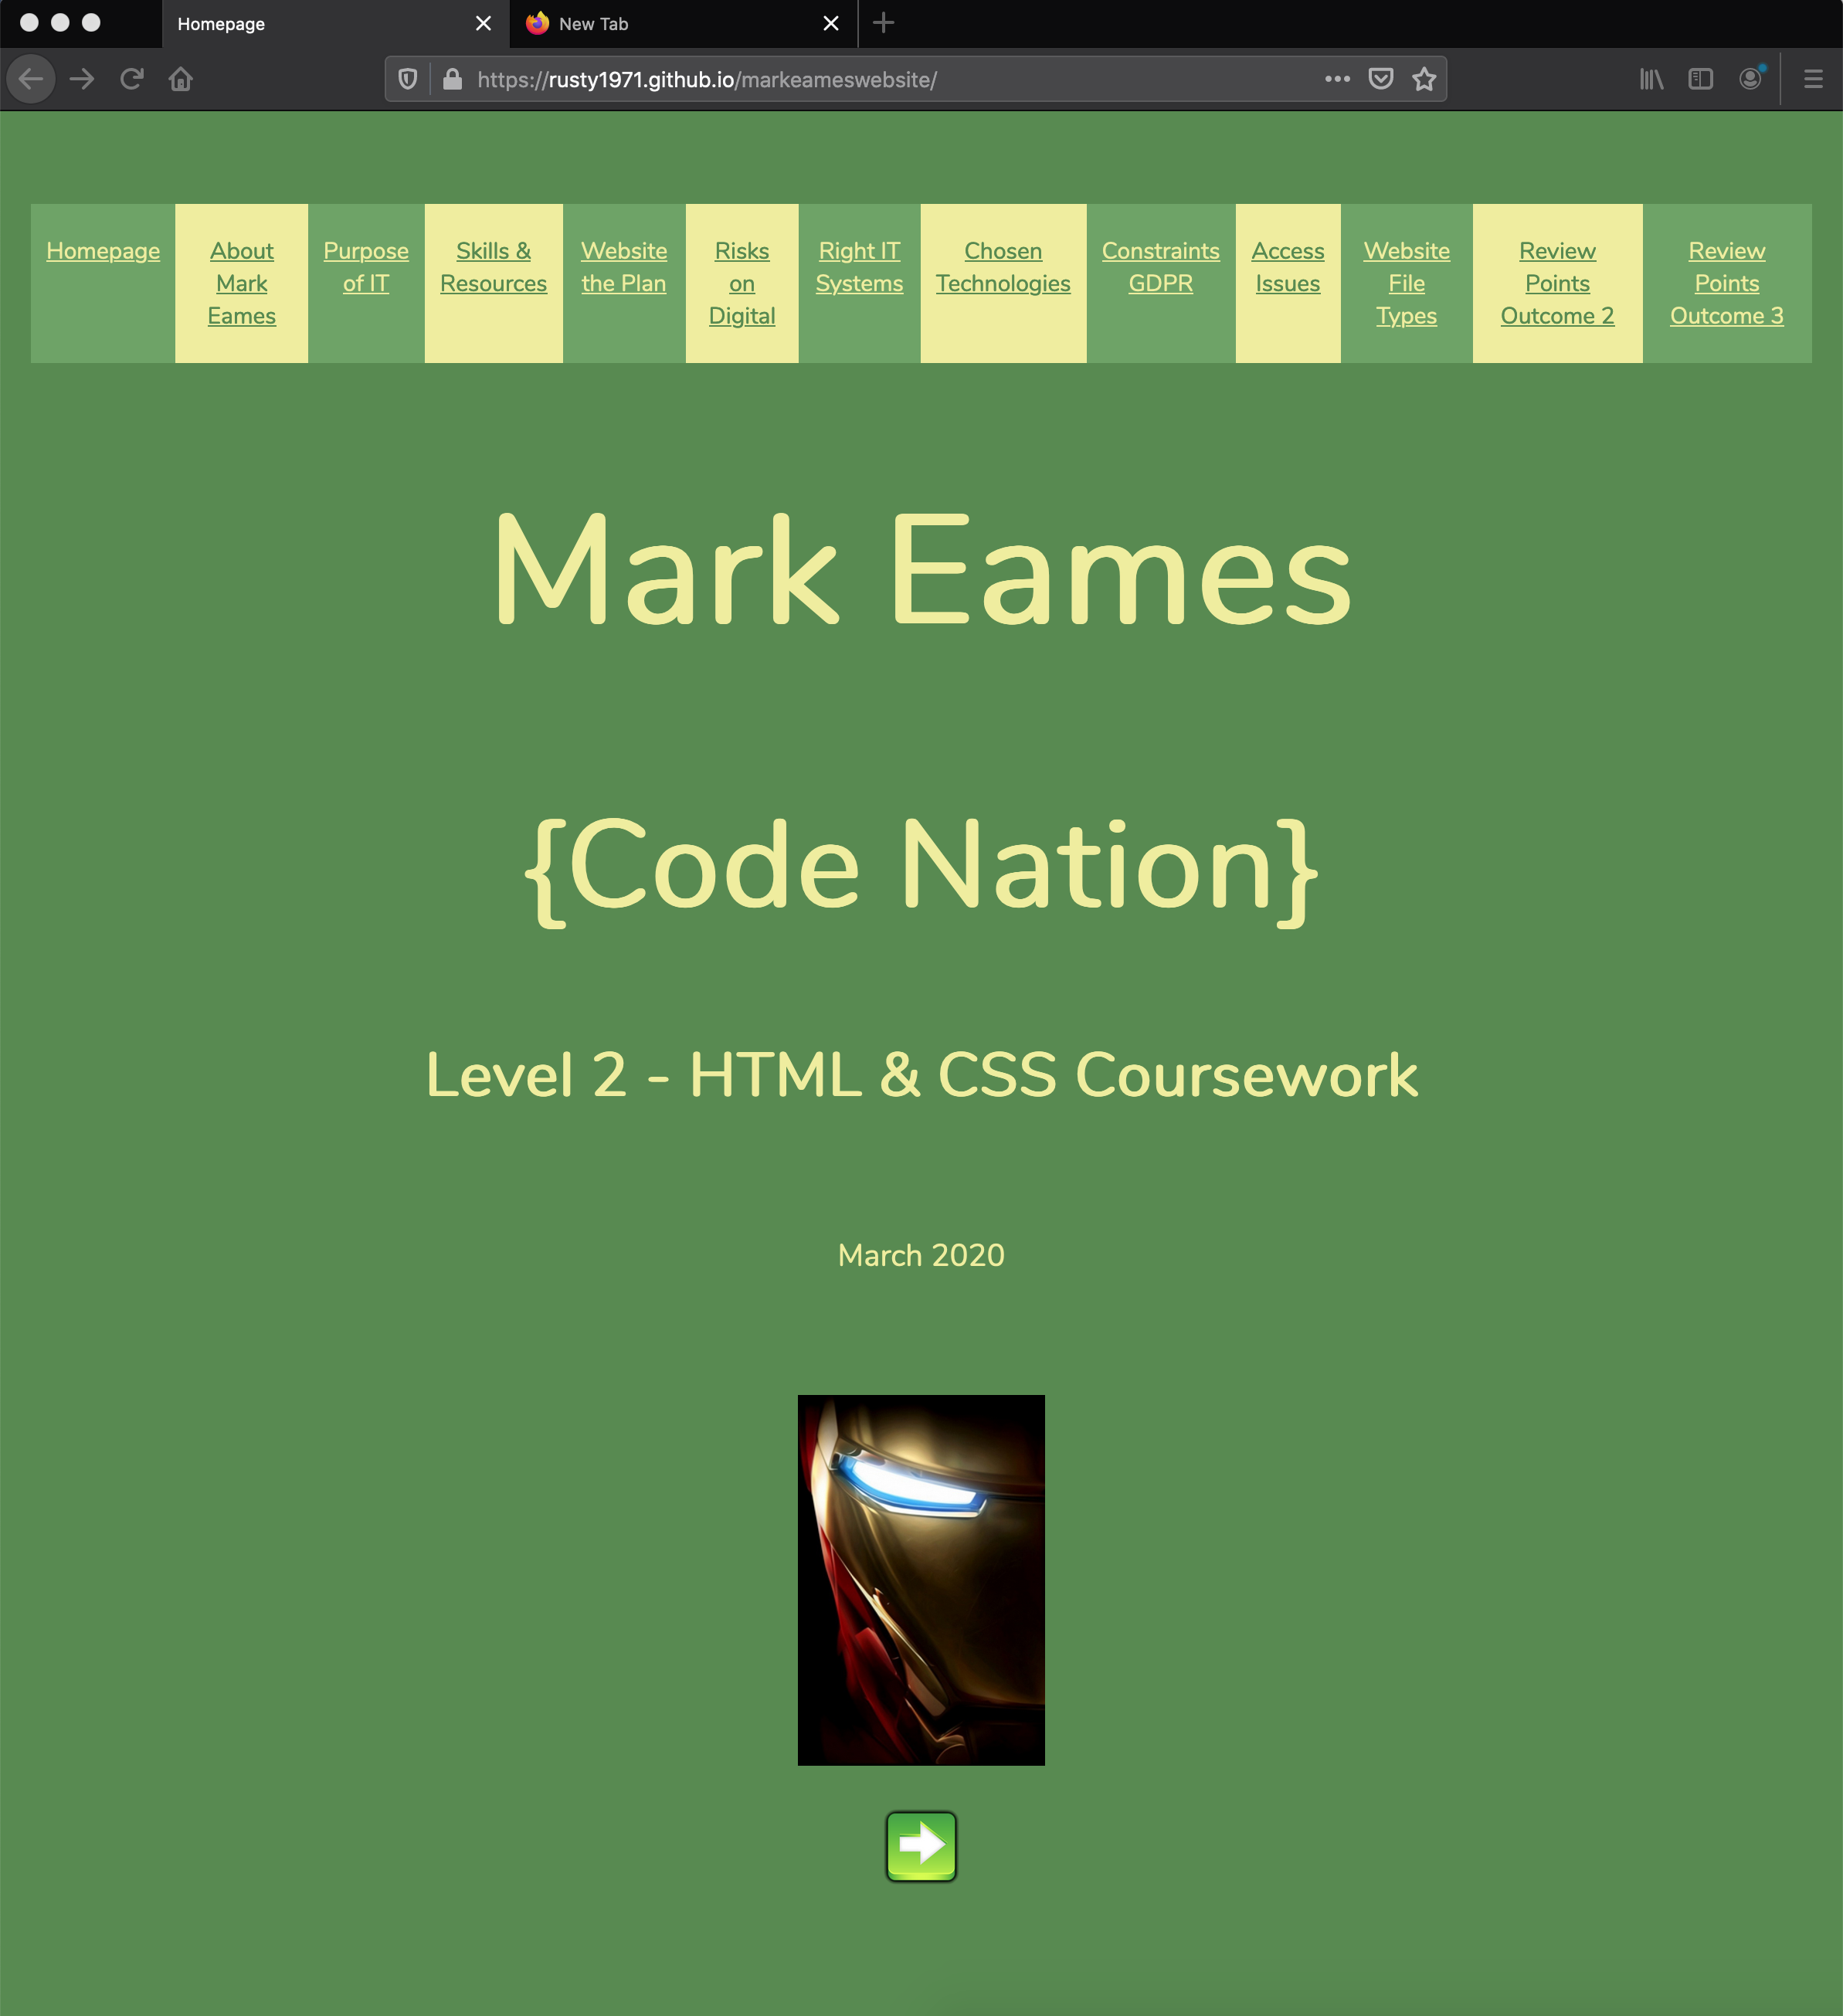 Homepage
New Tab
https://rusty1971.github.io/markeameswebsite/
Homepage
About
Mark
Eames
Purpose
of IT
Skills &
Resources
Website
the Plan
Risks
on
Digital
Right IT
Systems
Chosen
Technologies
Constraints
GDPR
Access
Issues
Website
File
Types
Review
Points
Outcome 2
Review
Points
Outcome 3
Mark Eames
{Code Nation}
Level 2 - HTML & CSS Coursework
March 2020